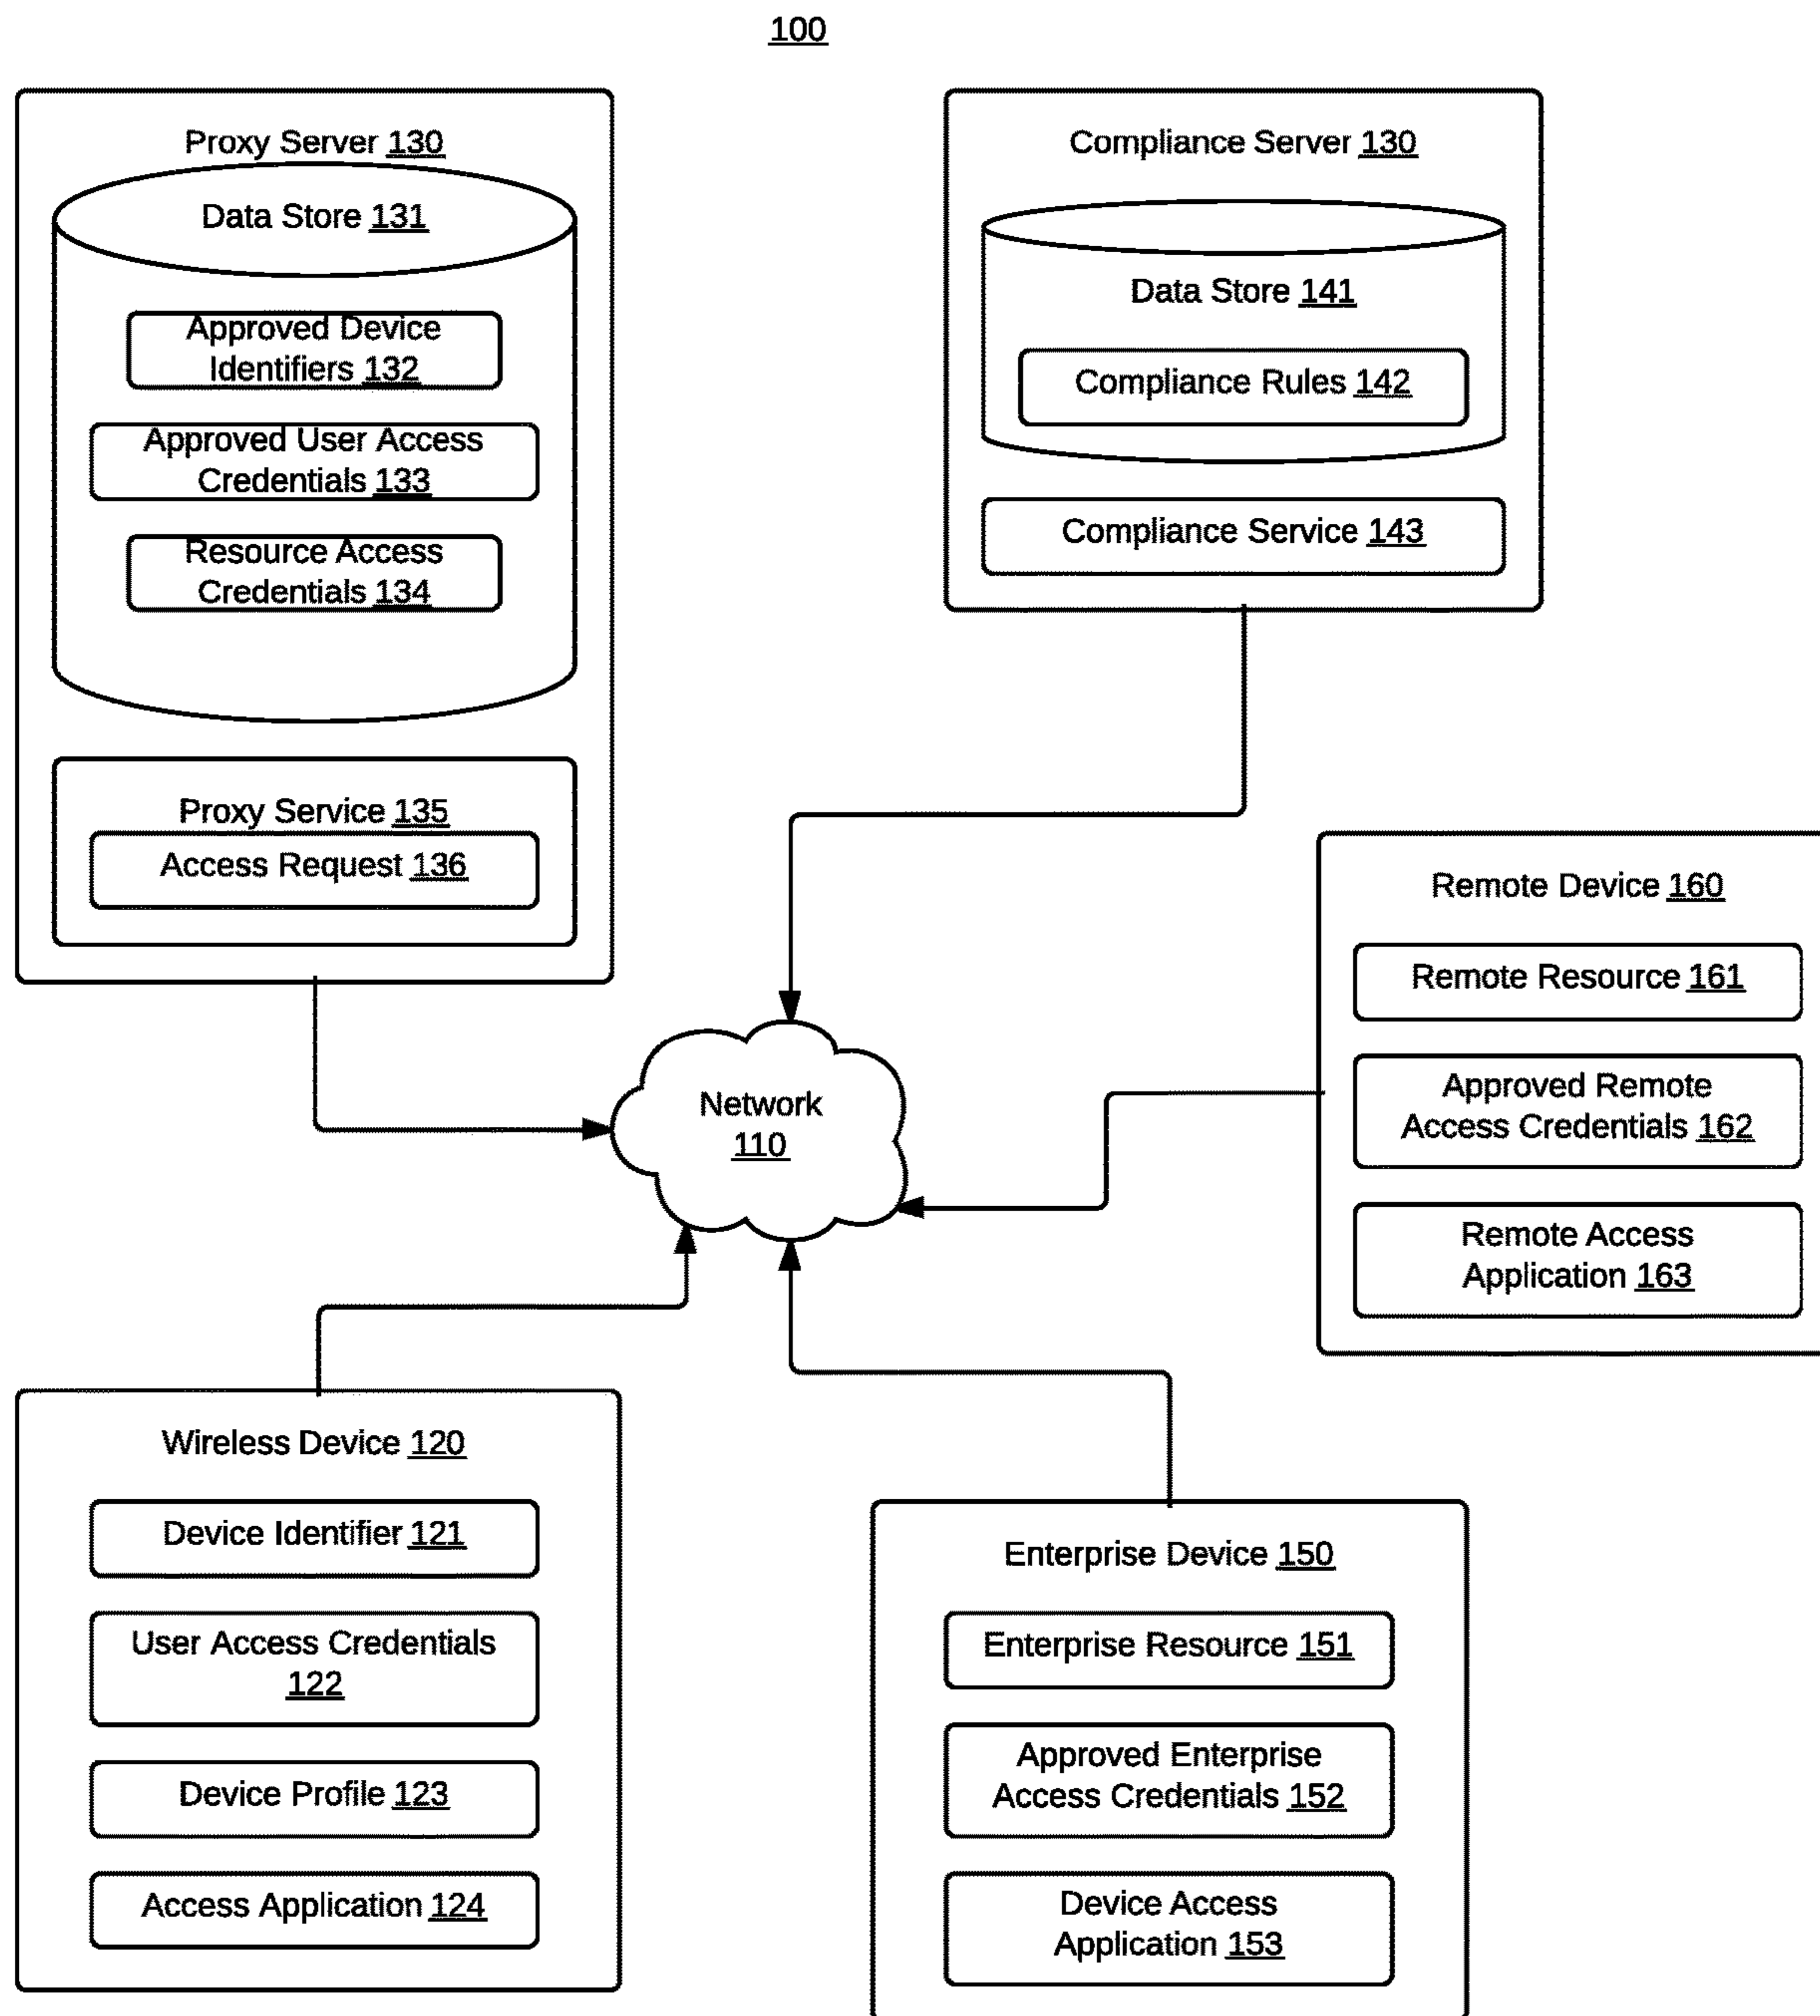 100
Proxy Server 130
Data Store 131
Approved Device
Identifiers 132
Approved User Access
Credentials 133
Resource Access
Credentials 134
Proxy Service 135
Access Request 136
Compliance Server 130
Data Store 141
Compliance Rules 142
Compliance Service 143
Network
110
Remote Device 160
Remote Resource 161
Approved Remote
Access Credentials 162
Remote Access
Application 163
Wireless Device 120
Device Identifier 121
User Access Credentials
122
Device Profile 123
Access Application 124
Enterprise Device 150
Enterprise Resource 151
Approved Enterprise
Access Credentials 152
Device Access
Application 153